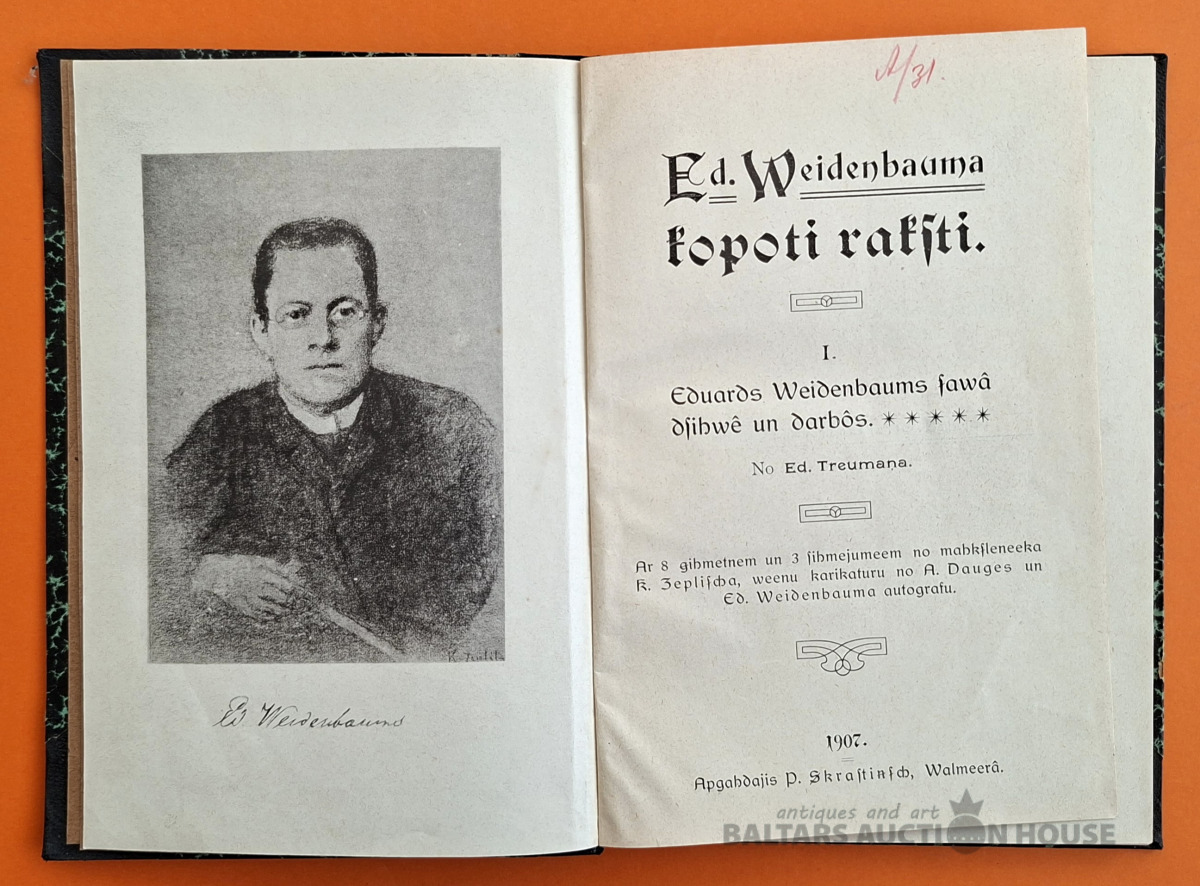 K. Zeplit
Ed Weidenbaums
A/31.
Ed. Weidenbauma
kopoti rakſti.
I.
Eduards Weidenbaums ſawâ
dſihwê un darbôs. ✴ ✴ ✴ ✴ ✴
No Ed. Treumaņa.
Ar 8 gihmetnem un 3 ſihmejumeem no mahkſleneeka
K. Zepliſcha, weenu karikaturu no A. Dauges un
Ed. Weidenbauma autografu.
1907.
Apgahdajis P. Skraſtinſch, Walmeerâ.
antiques and art
BALTARS AUCTION HOUSE